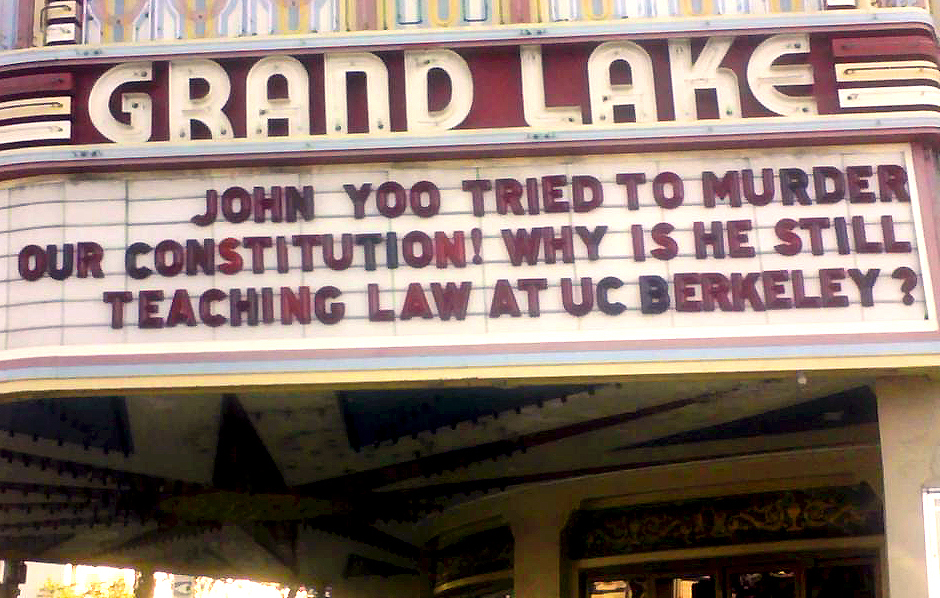 GRAND LAKE
JOHN YOO TRIED TO MURDER
OUR CONSTITUTION! WHY IS HE STILL
TEACHING LAW AT UC BERKELEY?